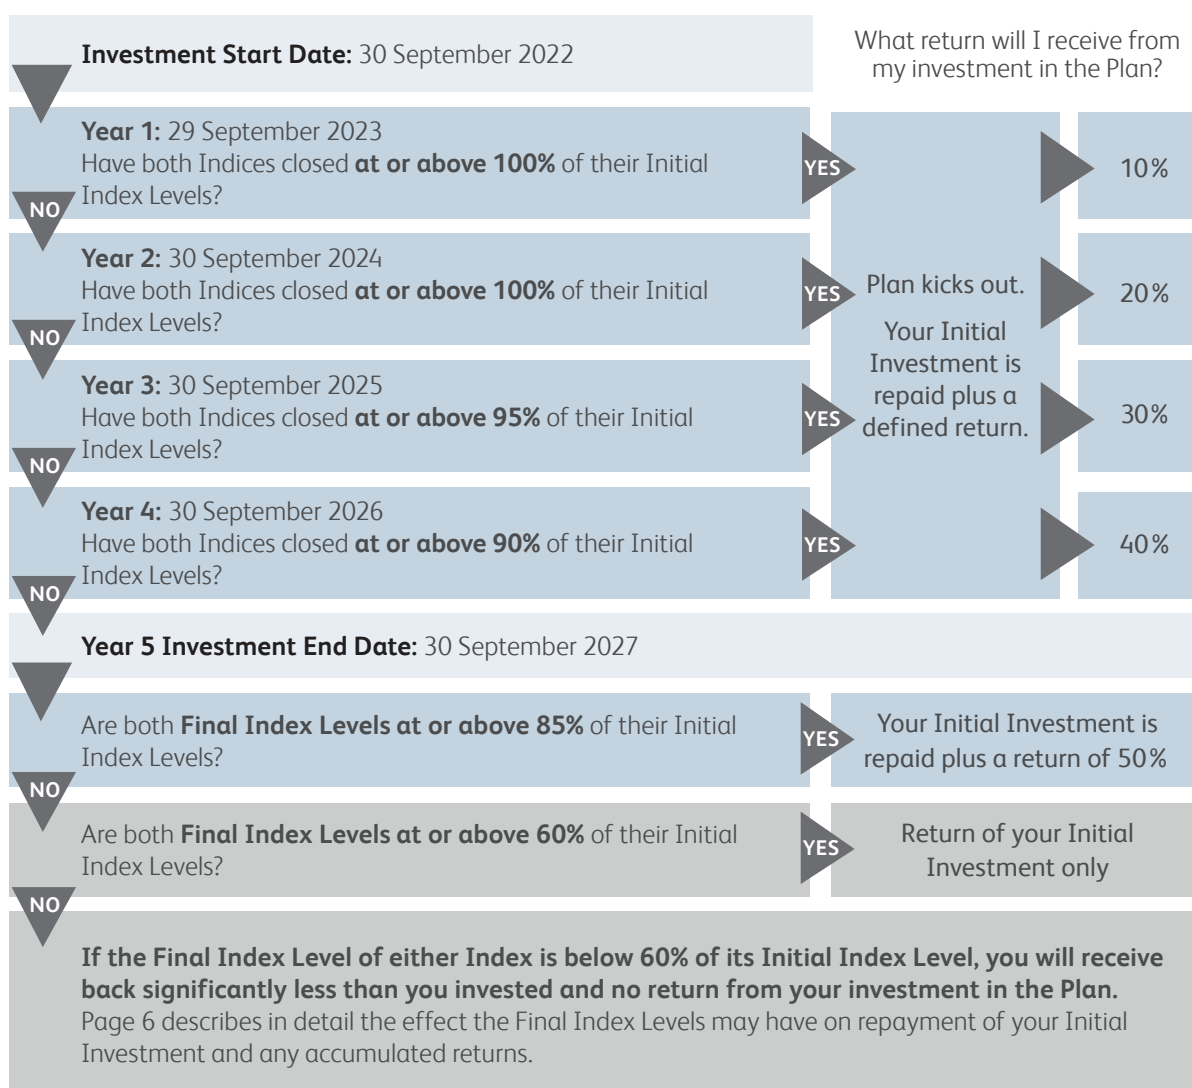 Investment Start Date: 30 September 2022
What return will I receive from
my investment in the Plan?
Year 1: 29 September 2023
Have both Indices closed at or above 100% of their Initial
Index Levels?
YES
10%
NO
Year 2: 30 September 2024
Have both Indices closed at or above 100% of their Initial
Index Levels?
YES
20%
NO
Plan kicks out.
Your Initial
Investment is
repaid plus a
defined return.
Year 3: 30 September 2025
Have both Indices closed at or above 95% of their Initial
Index Levels?
YES
30%
NO
Year 4: 30 September 2026
Have both Indices closed at or above 90% of their Initial
Index Levels?
YES
40%
NO
Year 5 Investment End Date: 30 September 2027
Are both Final Index Levels at or above 85% of their Initial
Index Levels?
YES
Your Initial Investment is
repaid plus a return of 50%
NO
Are both Final Index Levels at or above 60% of their Initial
Index Levels?
YES
Return of your Initial
Investment only
NO
If the Final Index Level of either Index is below 60% of its Initial Index Level, you will receive
back significantly less than you invested and no return from your investment in the Plan.
Page 6 describes in detail the effect the Final Index Levels may have on repayment of your Initial
Investment and any accumulated returns.